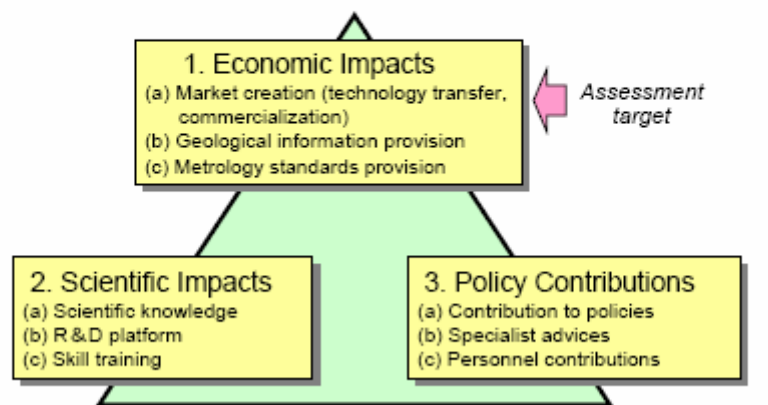 1. Economic Impacts
(a) Market creation (technology transfer,
commercialization)
(b) Geological information provision
(c) Metrology standards provision
Assessment
target
2. Scientific Impacts
(a) Scientific knowledge
(b) R&D platform
(c) Skill training
3. Policy Contributions
(a) Contribution to policies
(b) Specialist advices
(c) Personnel contributions